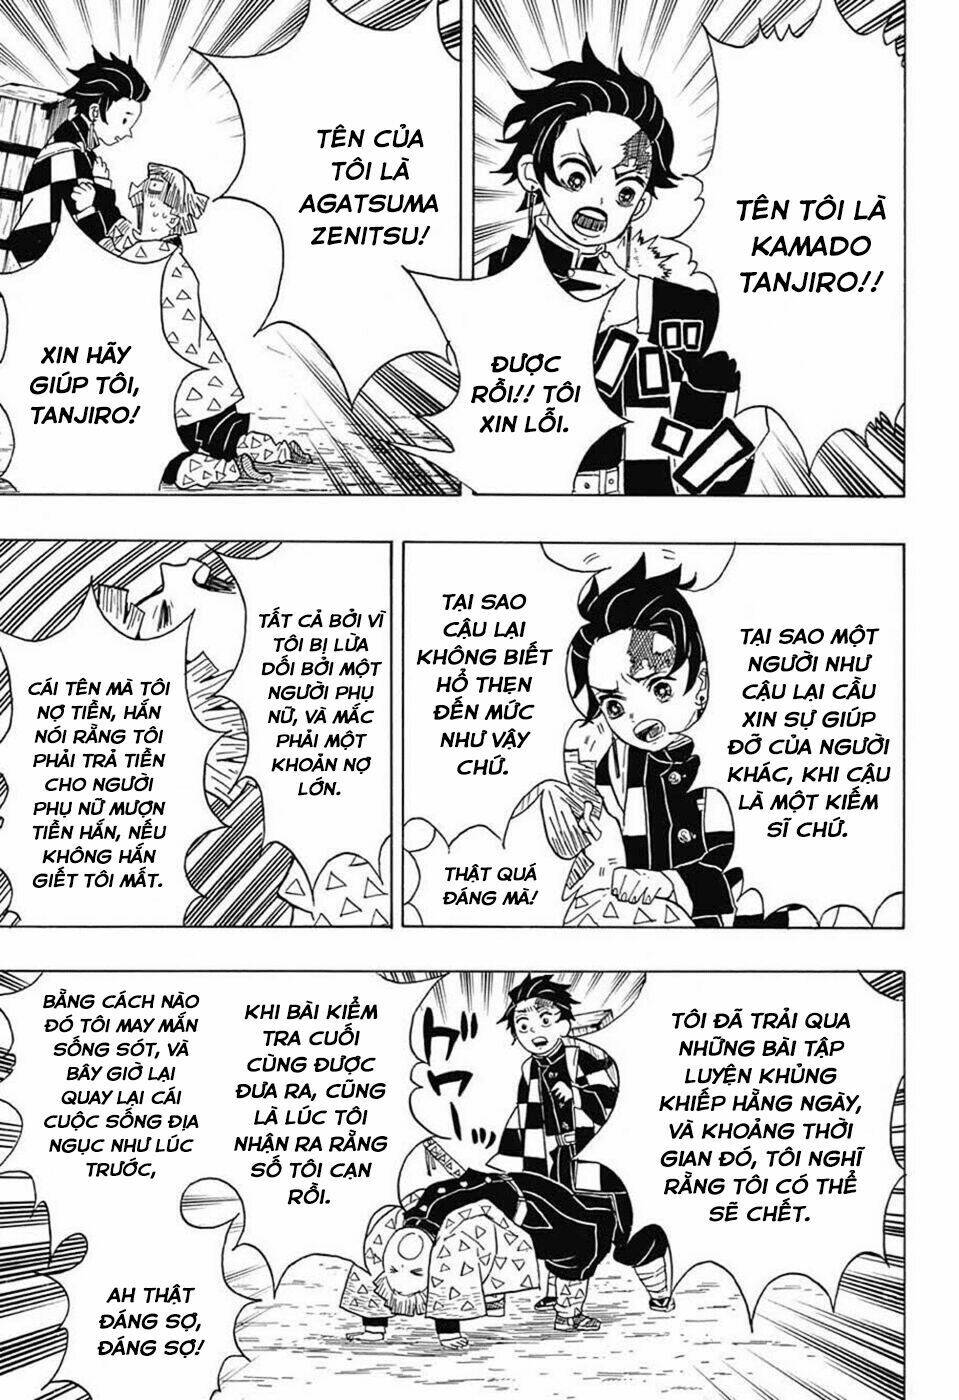 TÊN TÔI LÀ
KAMADO
TANJIRO!!
ĐƯỢC
RỒI!! TÔI
XIN LỖI.
TÊN CỦA
TÔI LÀ
AGATSUMA
ZENITSU!
XIN HÃY
GIÚP TÔI,
TANJIRO!
TẠI SAO MỘT
NGƯỜI NHƯ
CẬU LẠI CẦU
XIN SỰ GIÚP
ĐỠ CỦA NGƯỜI
KHÁC, KHI CẬU
LÀ MỘT KIẾM
SĨ CHỨ.
TẠI SAO
CẬU LẠI
KHÔNG BIẾT
HỔ THẸN
ĐẾN MỨC
NHƯ VẬY
CHỨ.
THẬT QUÁ
ĐÁNG MÀ!
TẤT CẢ BỞI VÌ
TÔI BỊ LỪA
DỐI BỞI MỘT
NGƯỜI PHỤ
NỮ, VÀ MẮC
PHẢI MỘT
KHOẢN NỢ
LỚN.
CÁI TÊN MÀ TÔI
NỢ TIỀN, HẮN
NÓI RẰNG TÔI
PHẢI TRẢ TIỀN
CHO NGƯỜI
PHỤ NỮ MƯỢN
TIỀN HẮN, NẾU
KHÔNG HẮN
GIẾT TÔI MẤT.
TÔI ĐÃ TRẢI QUA
NHỮNG BÀI TẬP
LUYỆN KHỦNG
KHIẾP HẰNG NGÀY,
VÀ KHOẢNG THỜI
GIAN ĐÓ, TÔI NGHĨ
RẰNG TÔI CÓ THỂ
SẼ CHẾT.
KHI BÀI KIỂM
TRA CUỐI
CÙNG ĐƯỢC
ĐƯA RA, CŨNG
LÀ LÚC TÔI
NHẬN RA RẰNG
SỐ TÔI CẠN
RỒI.
BẰNG CÁCH NÀO
ĐÓ TÔI MAY MẮN
SỐNG SÓT, VÀ
BÂY GIỜ LẠI
QUAY LẠI CÁI
CUỘC SỐNG ĐỊA
NGỤC NHƯ LÚC
TRƯỚC,
AH THẬT
ĐÁNG SỢ,
ĐÁNG SỢ!